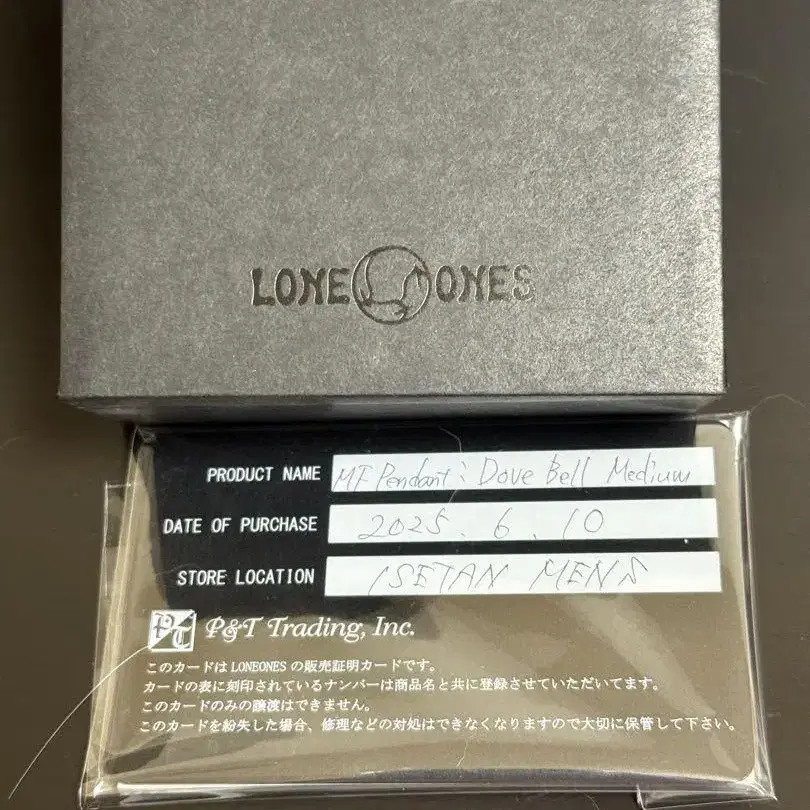 LONE ONES
PRODUCT NAME MF Pendant: Dove Bell Medium
DATE OF PURCHASE 2025. 6. 10
STORE LOCATION ISETAN MENS
PT P&T Trading, Inc.
このカードは LONEONES の販売証明カードです。
カードの表に刻印されているナンバーは商品名と共に登録させていただいてます。
このカードのみの譲渡はできません。
このカードを紛失した場合、修理などの対処はできなくなりますので大切に保管して下さい。